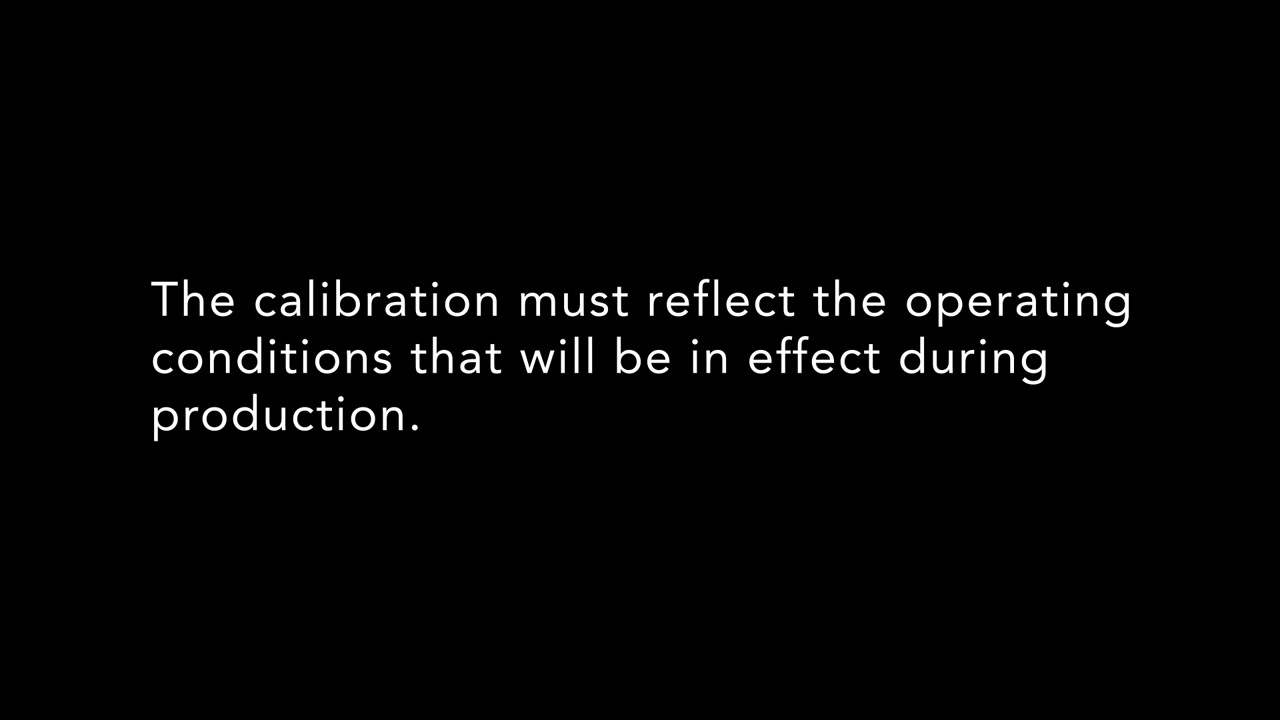 The calibration must reflect the operating
conditions that will be in effect during
production.